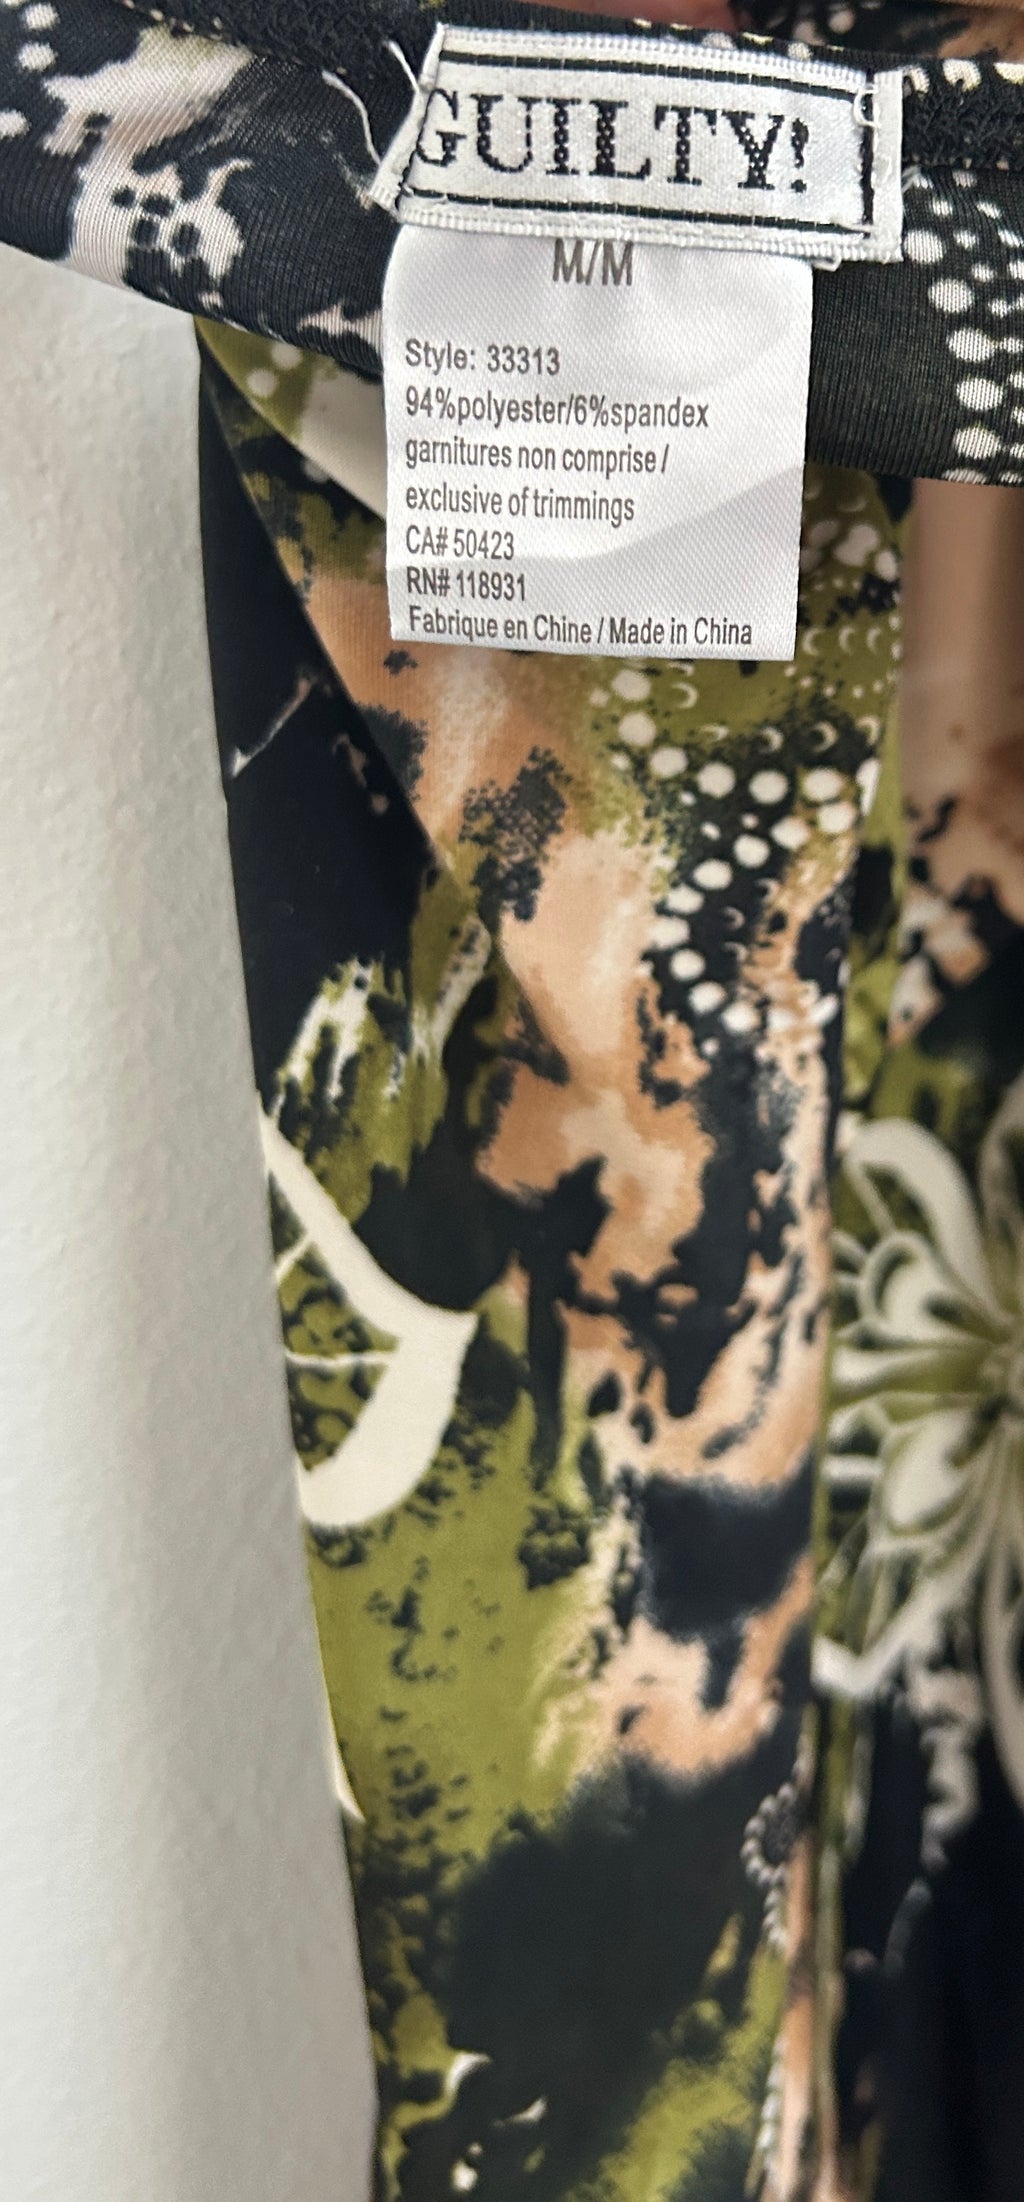 GUILTY!
M/M
Style: 33313
94%polyester/6%spandex
garnitures non comprise /
exclusive of trimmings
CA# 50423
RN# 118931
Fabrique en Chine / Made in China